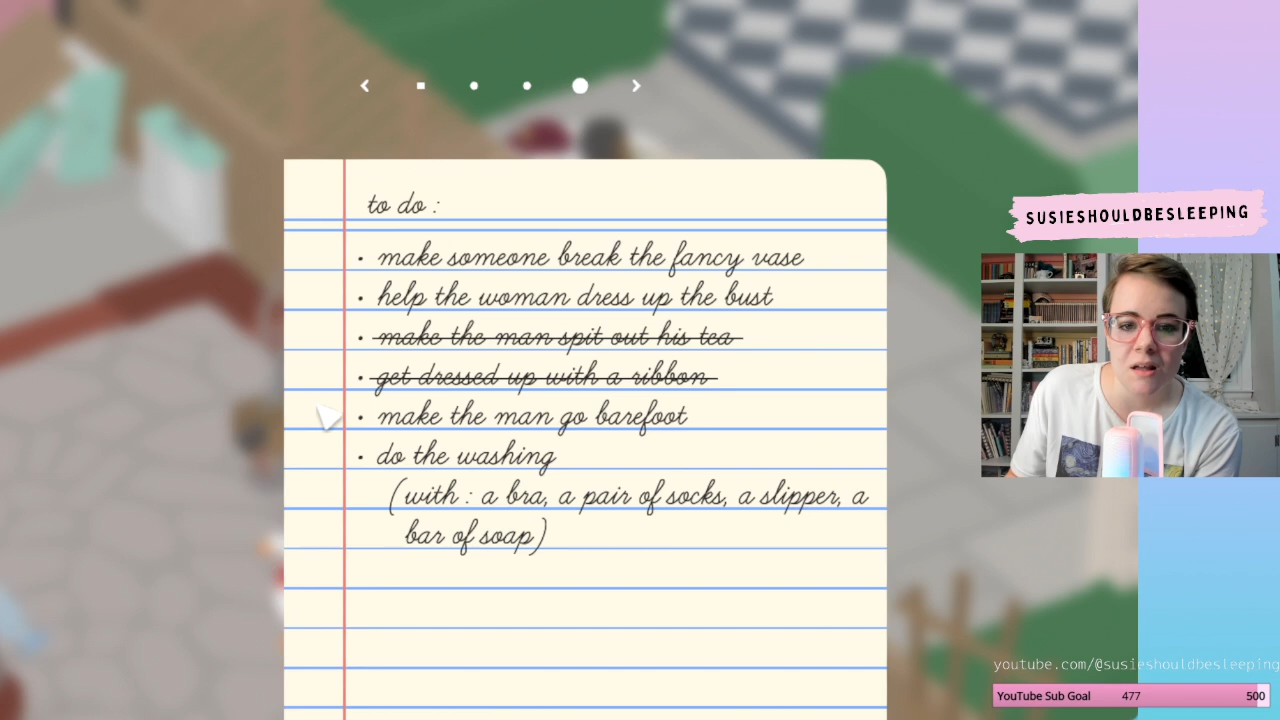 to do :
• make someone break the fancy vase
• help the woman dress up the bust
• make the man spit out his tea
• get dressed up with a ribbon
• make the man go barefoot
• do the washing
(with : a bra, a pair of socks, a slipper, a
bar of soap)
SUSIESHOULDBESLEEPING
youtube.com/@susieshouldbesleeping
YouTube Sub Goal 477 500